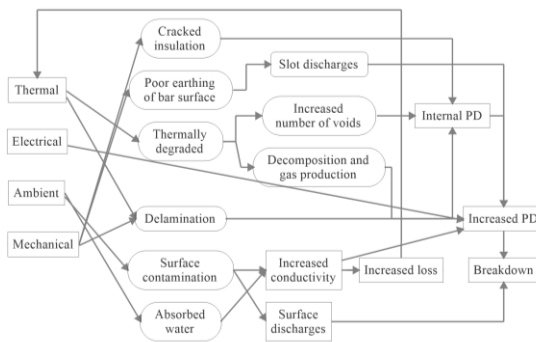 Cracked
insulation
Poor earthing
of bar surface
Slot discharges
Thermal
Increased
number of voids
Internal PD
Thermally
degraded
Electrical
Decomposition and
gas production
Ambient
Delamination
Increased PD
Mechanical
Surface
contamination
Increased
conductivity
Increased loss
Breakdown
Absorbed
water
Surface
discharges